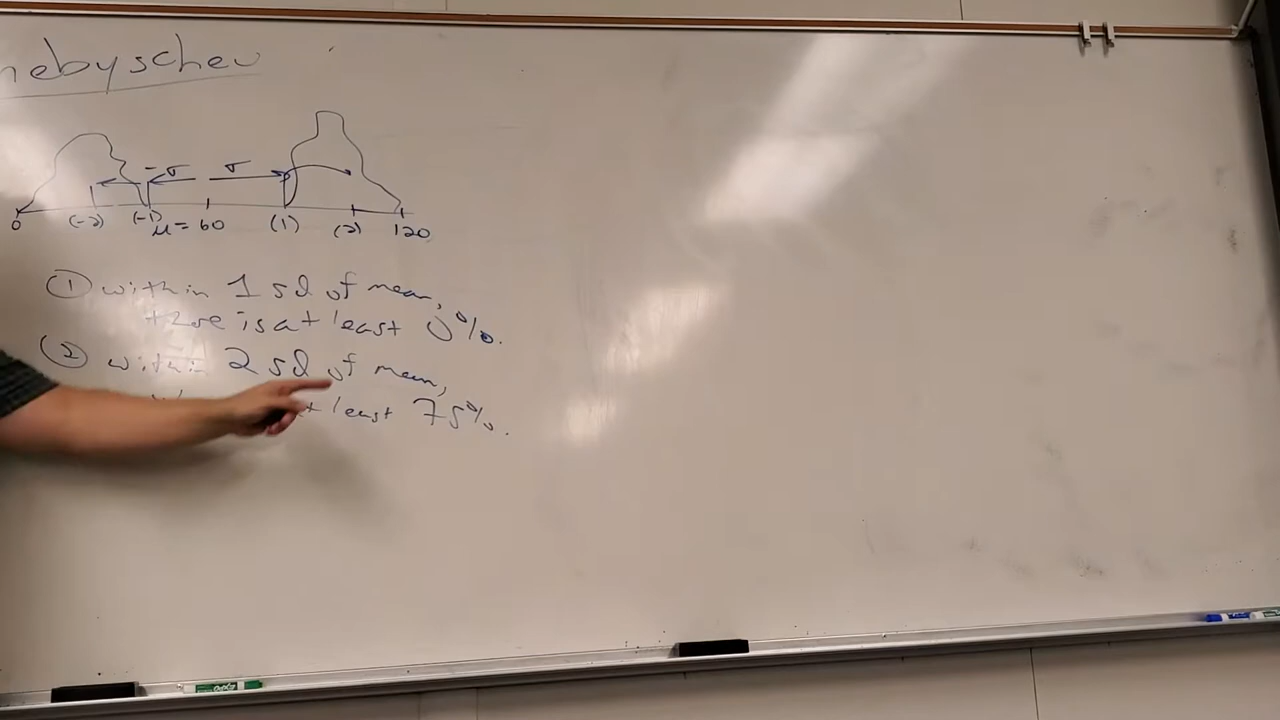 hebyschev
-σ σ
0 (-2) (-1) μ = 60 (1) (2) 120
① within 1 sd of mean,
there is at least 0%.
② within 2 sd of mean,
at least 75%.